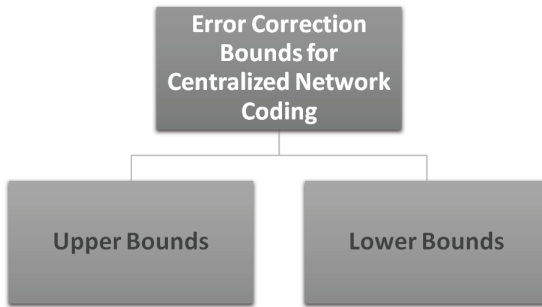 Error Correction
Bounds for
Centralized Network
Coding
Upper Bounds
Lower Bounds